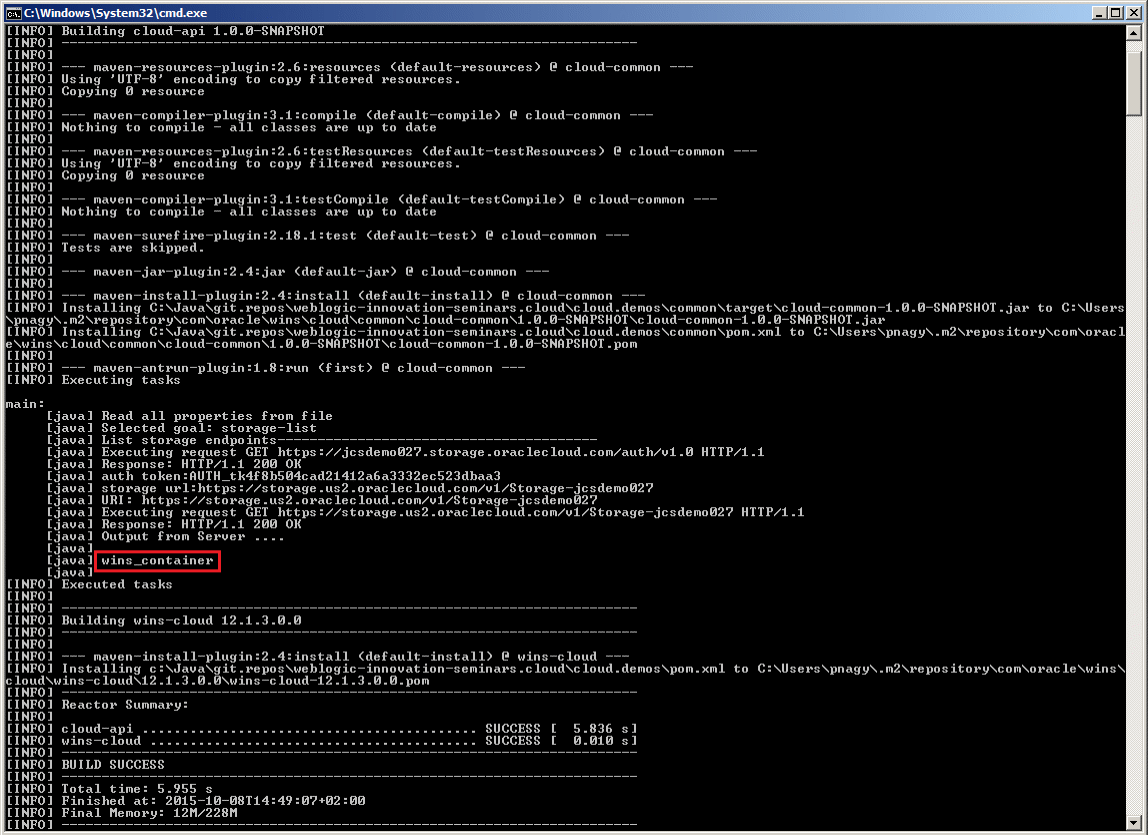 C:\Windows\System32\cmd.exe
[INFO] Building cloud-api 1.0.0-SNAPSHOT
[INFO] ------------------------------------------------------------------------
[INFO]
[INFO] --- maven-resources-plugin:2.6:resources (default-resources) @ cloud-common ---
[INFO] Using 'UTF-8' encoding to copy filtered resources.
[INFO] Copying 0 resource
[INFO]
[INFO] --- maven-compiler-plugin:3.1:compile (default-compile) @ cloud-common ---
[INFO] Nothing to compile - all classes are up to date
[INFO]
[INFO] --- maven-resources-plugin:2.6:testResources (default-testResources) @ cloud-common ---
[INFO] Using 'UTF-8' encoding to copy filtered resources.
[INFO] Copying 0 resource
[INFO]
[INFO] --- maven-compiler-plugin:3.1:testCompile (default-testCompile) @ cloud-common ---
[INFO] Nothing to compile - all classes are up to date
[INFO]
[INFO] --- maven-surefire-plugin:2.18.1:test (default-test) @ cloud-common ---
[INFO] Tests are skipped.
[INFO]
[INFO] --- maven-jar-plugin:2.4:jar (default-jar) @ cloud-common ---
[INFO]
[INFO] --- maven-install-plugin:2.4:install (default-install) @ cloud-common ---
[INFO] Installing C:\Java\git.repos\weblogic-innovation-seminars.cloud\cloud.demos\common\target\cloud-common-1.0.0-SNAPSHOT.jar to C:\Users
\pnagy\.m2\repository\com\oracle\wins\cloud\common\cloud-common\1.0.0-SNAPSHOT\cloud-common-1.0.0-SNAPSHOT.jar
[INFO] Installing C:\Java\git.repos\weblogic-innovation-seminars.cloud\cloud.demos\common\pom.xml to C:\Users\pnagy\.m2\repository\com\oracl
e\wins\cloud\common\cloud-common\1.0.0-SNAPSHOT\cloud-common-1.0.0-SNAPSHOT.pom
[INFO]
[INFO] --- maven-antrun-plugin:1.8:run (first) @ cloud-common ---
[INFO] Executing tasks
main:
[java] Read all properties from file
[java] Selected goal: storage-list
[java] List storage endpoints----------------------------------------
[java] Executing request GET https://jcsdemo027.storage.oraclecloud.com/auth/v1.0 HTTP/1.1
[java] Response: HTTP/1.1 200 OK
[java] auth token:AUTH_tk4f8b504cad21412a6a3332ec523dbaa3
[java] storage url:https://storage.us2.oraclecloud.com/v1/Storage-jcsdemo027
[java] URI: https://storage.us2.oraclecloud.com/v1/Storage-jcsdemo027
[java] Executing request GET https://storage.us2.oraclecloud.com/v1/Storage-jcsdemo027 HTTP/1.1
[java] Response: HTTP/1.1 200 OK
[java] Output from Server ....
[java]
[java] wins_container
[java]
[INFO] Executed tasks
[INFO]
[INFO] ------------------------------------------------------------------------
[INFO] Building wins-cloud 12.1.3.0.0
[INFO] ------------------------------------------------------------------------
[INFO]
[INFO] --- maven-install-plugin:2.4:install (default-install) @ wins-cloud ---
[INFO] Installing c:\Java\git.repos\weblogic-innovation-seminars.cloud\cloud.demos\pom.xml to C:\Users\pnagy\.m2\repository\com\oracle\wins\
cloud\wins-cloud\12.1.3.0.0\wins-cloud-12.1.3.0.0.pom
[INFO] ------------------------------------------------------------------------
[INFO] Reactor Summary:
[INFO]
[INFO] cloud-api .......................................... SUCCESS [  5.836 s]
[INFO] wins-cloud ......................................... SUCCESS [  0.010 s]
[INFO] ------------------------------------------------------------------------
[INFO] BUILD SUCCESS
[INFO] ------------------------------------------------------------------------
[INFO] Total time: 5.955 s
[INFO] Finished at: 2015-10-08T14:49:07+02:00
[INFO] Final Memory: 12M/228M
[INFO] ------------------------------------------------------------------------